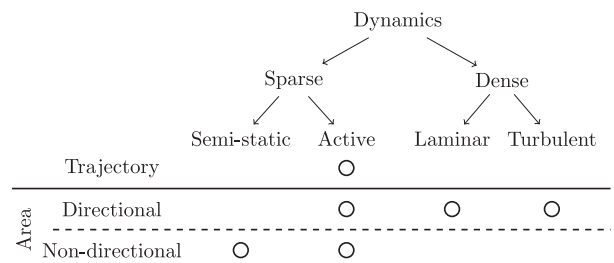 Dynamics
Sparse Dense
Semi-static Active Laminar Turbulent
Trajectory
Area
Directional
Non-directional